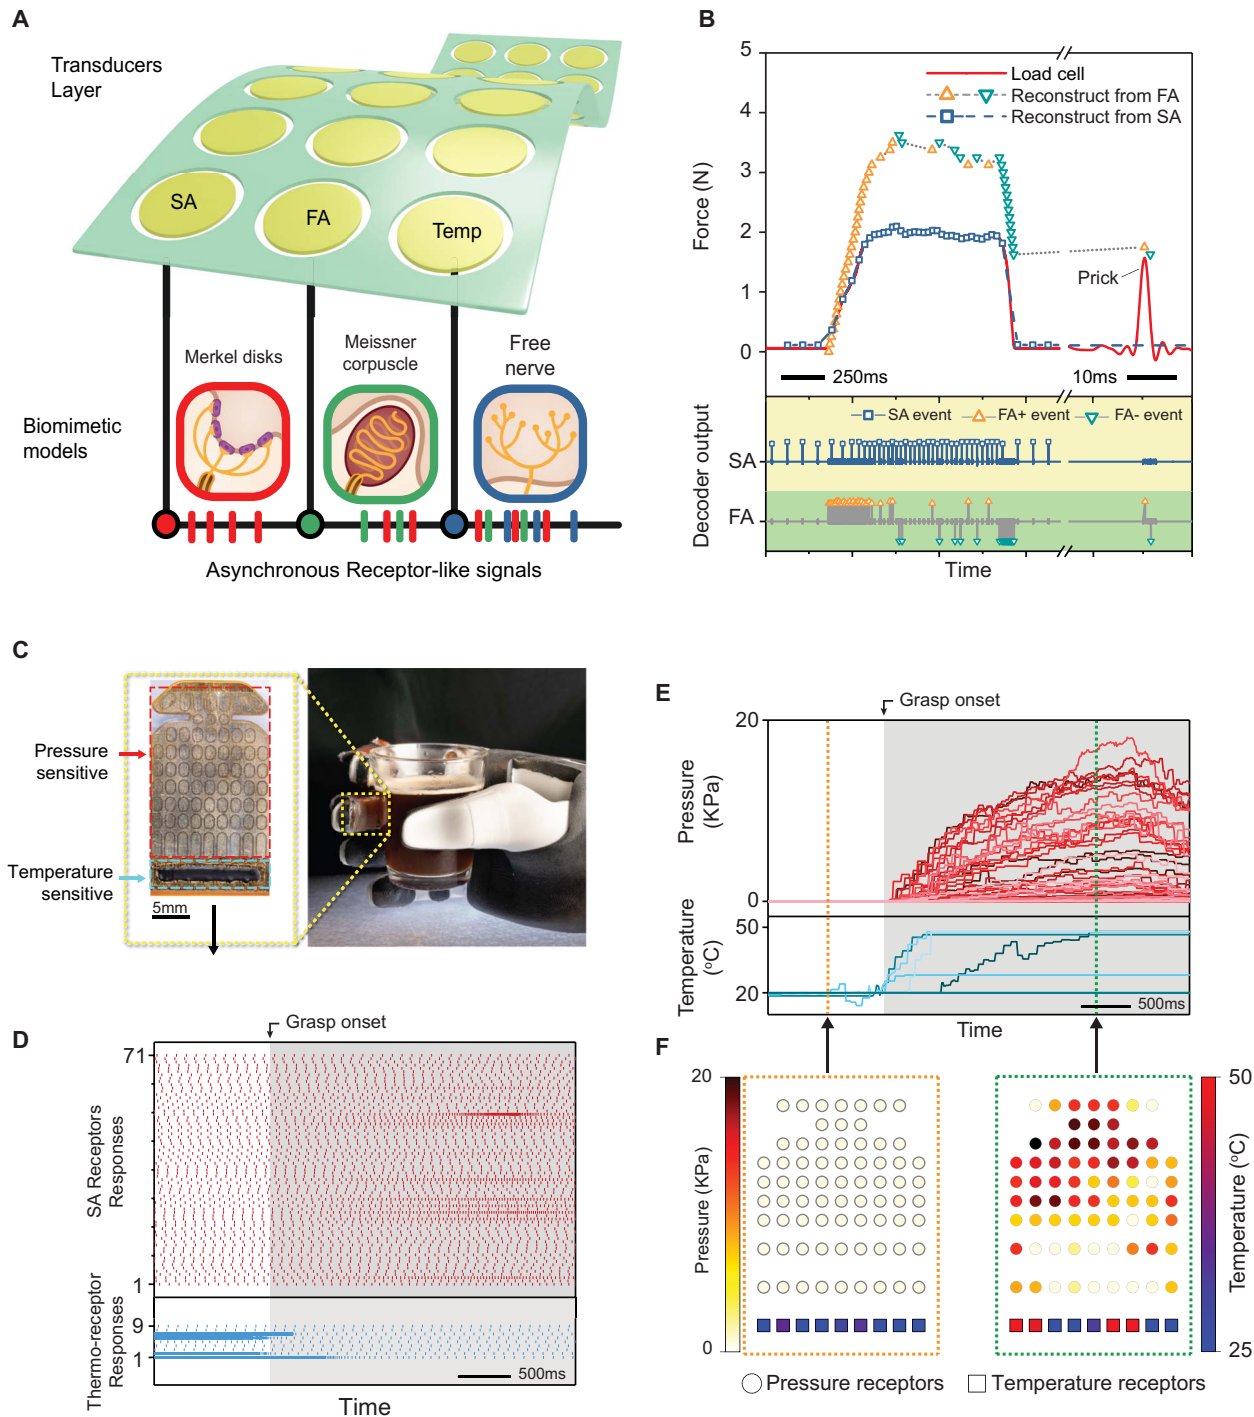 A
Transducers
Layer
SA
FA
Temp
Merkel disks
Meissner
corpuscle
Free
nerve
Biomimetic
models
Asynchronous Receptor-like signals
B
5
4
3
2
1
0
Force (N)
Load cell
Reconstruct from FA
Reconstruct from SA
Prick
250ms
10ms
Decoder output
SA event
FA+ event
FA- event
SA
FA
Time
C
Pressure
sensitive
Temperature
sensitive
5mm
D
Grasp onset
71
SA Receptors
Responses
1
Thermo-receptor
Responses
9
1
500ms
Time
E
Grasp onset
20
Pressure
(KPa)
0
Temperature
(oC)
50
20
500ms
Time
F
20
Pressure (KPa)
0
50
Temperature (oC)
25
Pressure receptors
Temperature receptors